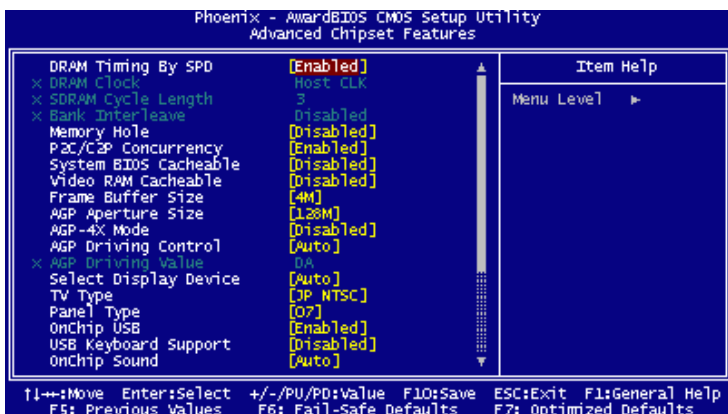 Phoenix - AwardBIOS CMOS Setup Utility
Advanced Chipset Features
DRAM Timing By SPD [Enabled]
x DRAM Clock Host CLK
x SDRAM Cycle Length 3
x Bank Interleave Disabled
Memory Hole [Disabled]
P2C/C2P Concurrency [Enabled]
System BIOS Cacheable [Disabled]
Video RAM Cacheable [Disabled]
Frame Buffer Size [4M]
AGP Aperture Size [128M]
AGP-4X Mode [Disabled]
AGP Driving Control [Auto]
x AGP Driving Value DA
Select Display Device [Auto]
TV Type [JP NTSC]
Panel Type [07]
OnChip USB [Enabled]
USB Keyboard Support [Disabled]
OnChip Sound [Auto]
Item Help
Menu Level ►
↑↓→←:Move Enter:Select +/-/PU/PD:Value F10:Save ESC:Exit F1:General Help
F5: Previous Values F6: Fail-Safe Defaults F7: Optimized Defaults